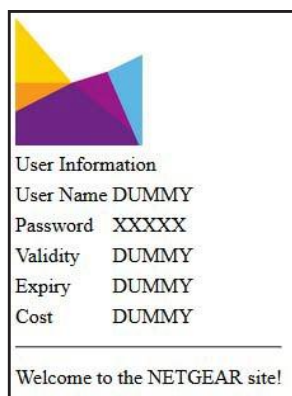 User Information
User Name DUMMY
Password XXXXX
Validity DUMMY
Expiry DUMMY
Cost DUMMY
Welcome to the NETGEAR site!